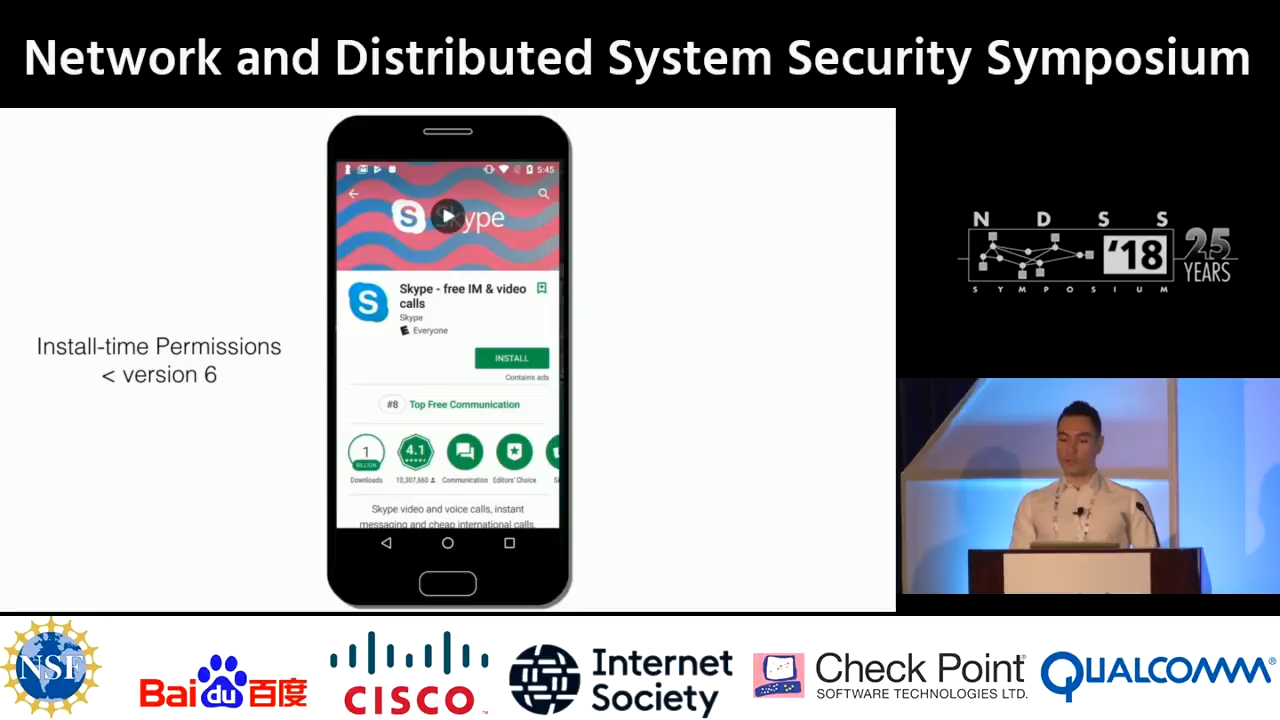 Network and Distributed System Security Symposium
Install-time Permissions
< version 6
5:45
Skype
Skype - free IM & video
calls
Skype
Everyone
INSTALL
Contains ads
#8 Top Free Communication
1
BILLION
Downloads
4.1
10,307,660
Communication
Editors' Choice
Skype video and voice calls, instant
messaging and cheap international calls.
N D S S
'18
25
YEARS
SYMPOSIUM
NSF
Baidu百度
CISCO
Internet
Society
Check Point
SOFTWARE TECHNOLOGIES LTD.
QUALCOMM